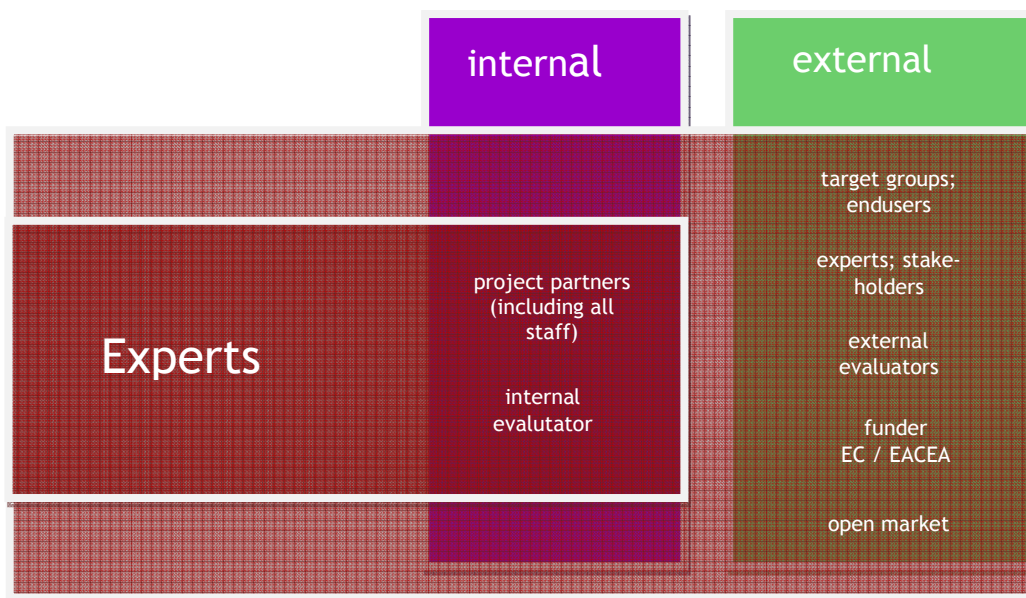 internal
external
target groups;
endusers
experts; stake-
holders
external
evaluators
funder
EC / EACEA
open market
Experts
project partners
(including all
staff)
internal
evalutator